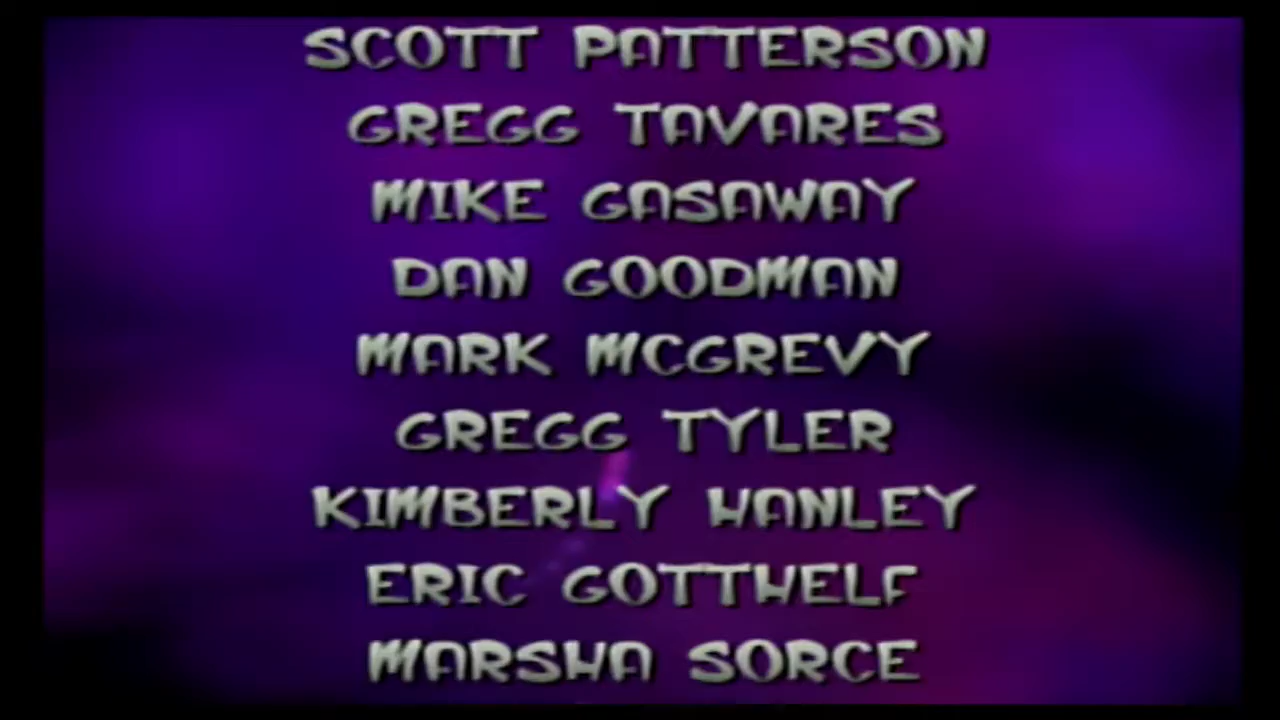 SCOTT PATTERSON
GREGG TAVARES
MIKE GASAWAY
DAN GOODMAN
MARK MCGREVY
GREGG TYLER
KIMBERLY HANLEY
ERIC GOTTHELF
MARSHA SORCE